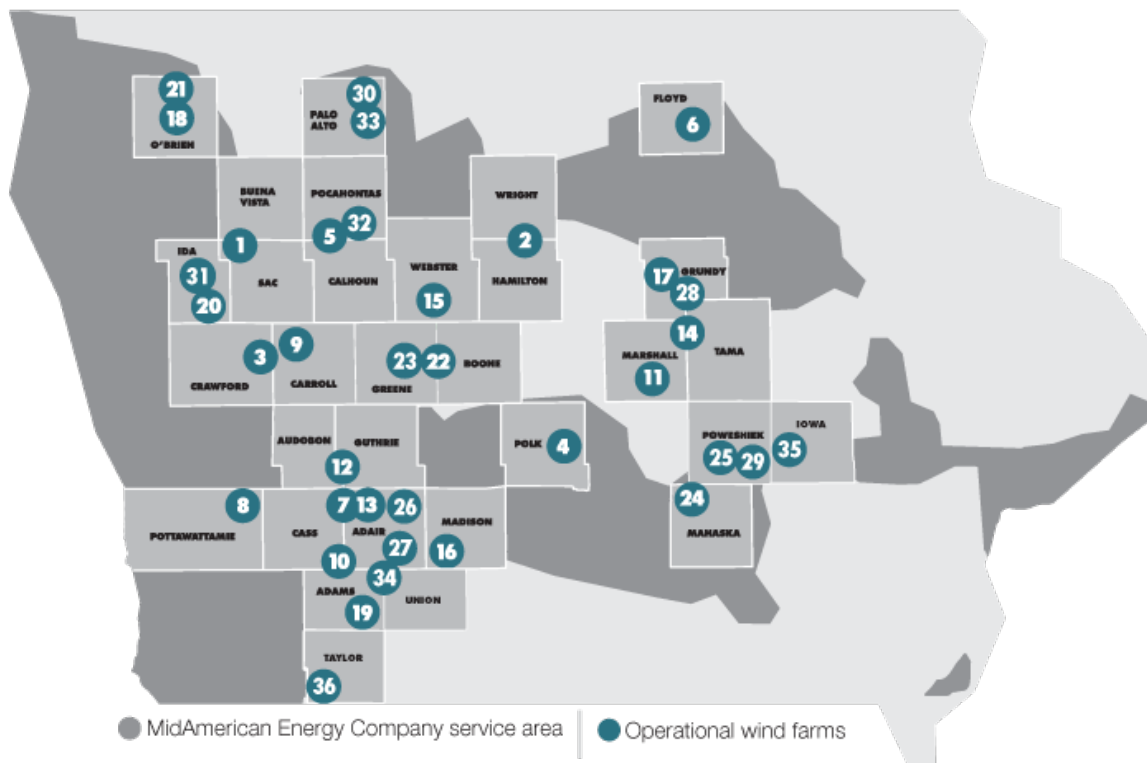 21
30
18
PALO
ALTO
33
O'BRIEN
FLOYD
6
BUENA
VISTA
POCAHONTAS
32
5
WRIGHT
2
1
IDA
31
20
SAC
CALHOUN
WEBSTER
15
HAMILTON
17
GRUNDY
28
14
MARSHALL
11
TAMA
3
9
CRAWFORD
CARROLL
23
22
GREENE
BOONE
AUDOBON
GUTHRIE
12
POLK
4
POWESHIEK
25
29
IOWA
35
24
MAHASKA
8
POTTAWATTAMIE
CASS
7
13
26
ADAIR
27
10
MADISON
16
34
ADAMS
19
UNION
TAYLOR
36
MidAmerican Energy Company service area
Operational wind farms